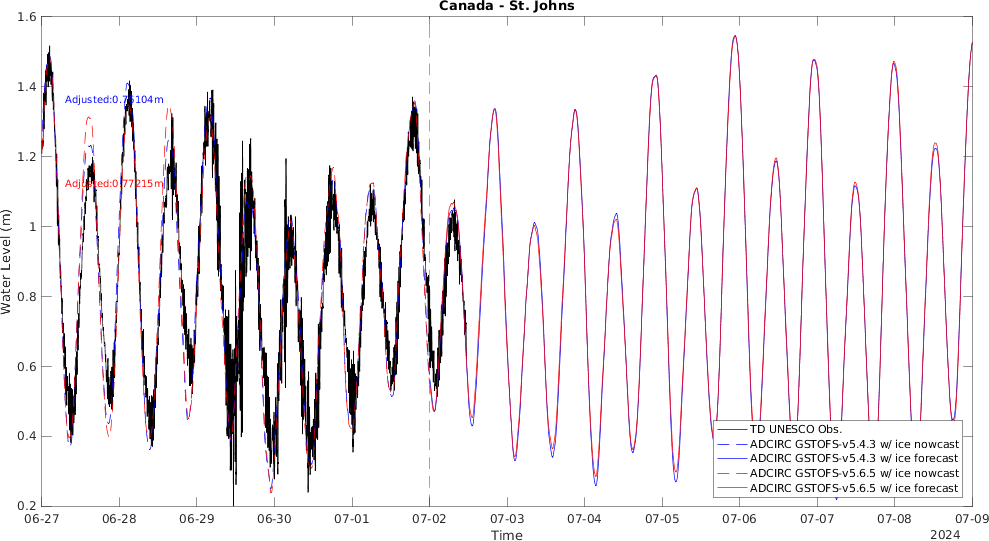 Canada - St. Johns
Water Level (m)
1.6
1.4
1.2
1
0.8
0.6
0.4
0.2
Adjusted:0.76104m
Adjusted:0.77215m
TD UNESCO Obs.
ADCIRC GSTOFS-v5.4.3 w/ ice nowcast
ADCIRC GSTOFS-v5.4.3 w/ ice forecast
ADCIRC GSTOFS-v5.6.5 w/ ice nowcast
ADCIRC GSTOFS-v5.6.5 w/ ice forecast
06-27 06-28 06-29 06-30 07-01 07-02 07-03 07-04 07-05 07-06 07-07 07-08 07-09
Time
2024